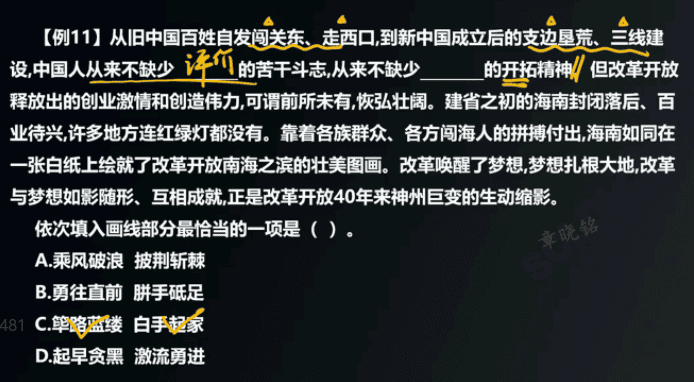 【例11】从旧中国百姓自发闯关东、走西口,到新中国成立后的支边垦荒、三线建
设,中国人从来不缺少 评价 的苦干斗志,从来不缺少________的开拓精神 但改革开放
释放出的创业激情和创造伟力,可谓前所未有,恢弘壮阔。建省之初的海南封闭落后、百
业待兴,许多地方连红绿灯都没有。靠着各族群众、各方闯海人的拼搏付出,海南如同在
一张白纸上绘就了改革开放南海之滨的壮美图画。改革唤醒了梦想,梦想扎根大地,改革
与梦想如影随形、互相成就,正是改革开放40年来神州巨变的生动缩影。
依次填入画线部分最恰当的一项是（ ）。
A.乘风破浪 披荆斩棘
B.勇往直前 胼手砥足
481
C.筚路蓝缕 白手起家
D.起早贪黑 激流勇进
章晓铭